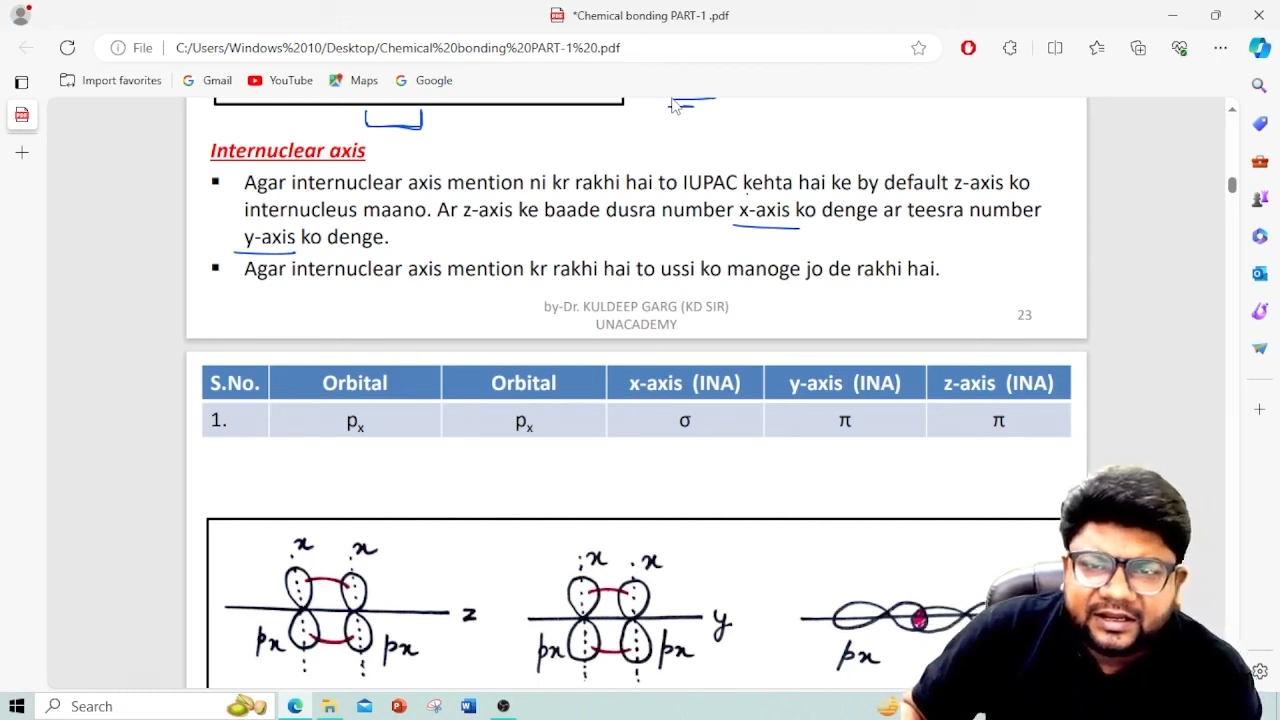 *Chemical bonding PART-1 .pdf
File C:/Users/Windows%2010/Desktop/Chemical%20bonding%20PART-1%20.pdf
Import favorites Gmail YouTube Maps Google
Internuclear axis
▪ Agar internuclear axis mention ni kr rakhi hai to IUPAC kehta hai ke by default z-axis ko
internucleus maano. Ar z-axis ke baade dusra number x-axis ko denge ar teesra number
y-axis ko denge.
▪ Agar internuclear axis mention kr rakhi hai to ussi ko manoge jo de rakhi hai.
by-Dr. KULDEEP GARG (KD SIR)
UNACADEMY
23
S.No. Orbital Orbital x-axis (INA) y-axis (INA) z-axis (INA)
1. pₓ pₓ σ π π
x x
z
px px
x x
y
px px
px
Search